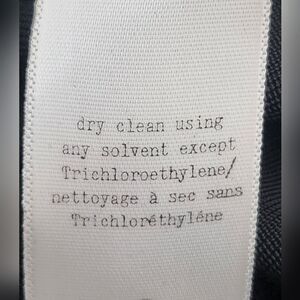 dry clean using
any solvent except
Trichloroethylene/
nettoyage à sec sans
Trichloréthyléne